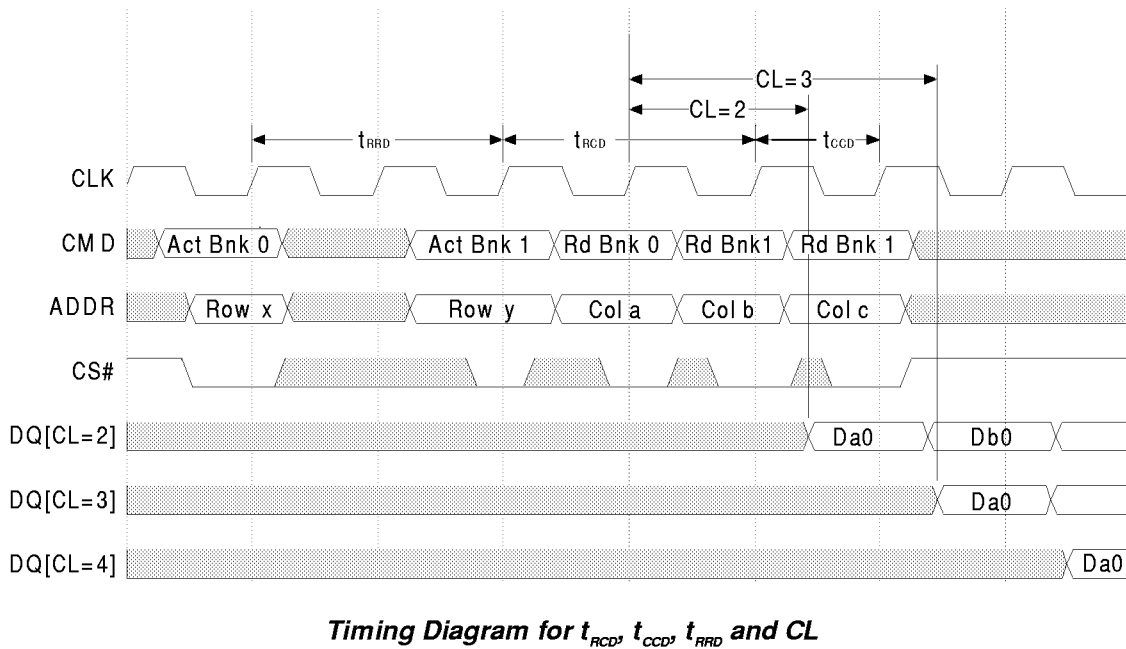 CL=3
CL=2
tRRD tRCD tCCD
CLK
CMD Act Bnk 0 Act Bnk 1 Rd Bnk 0 Rd Bnk1 Rd Bnk 1
ADDR Row x Row y Col a Col b Col c
CS#
DQ[CL=2] Da0 Db0
DQ[CL=3] Da0
DQ[CL=4] Da0
Timing Diagram for tRCD, tCCD, tRRD and CL